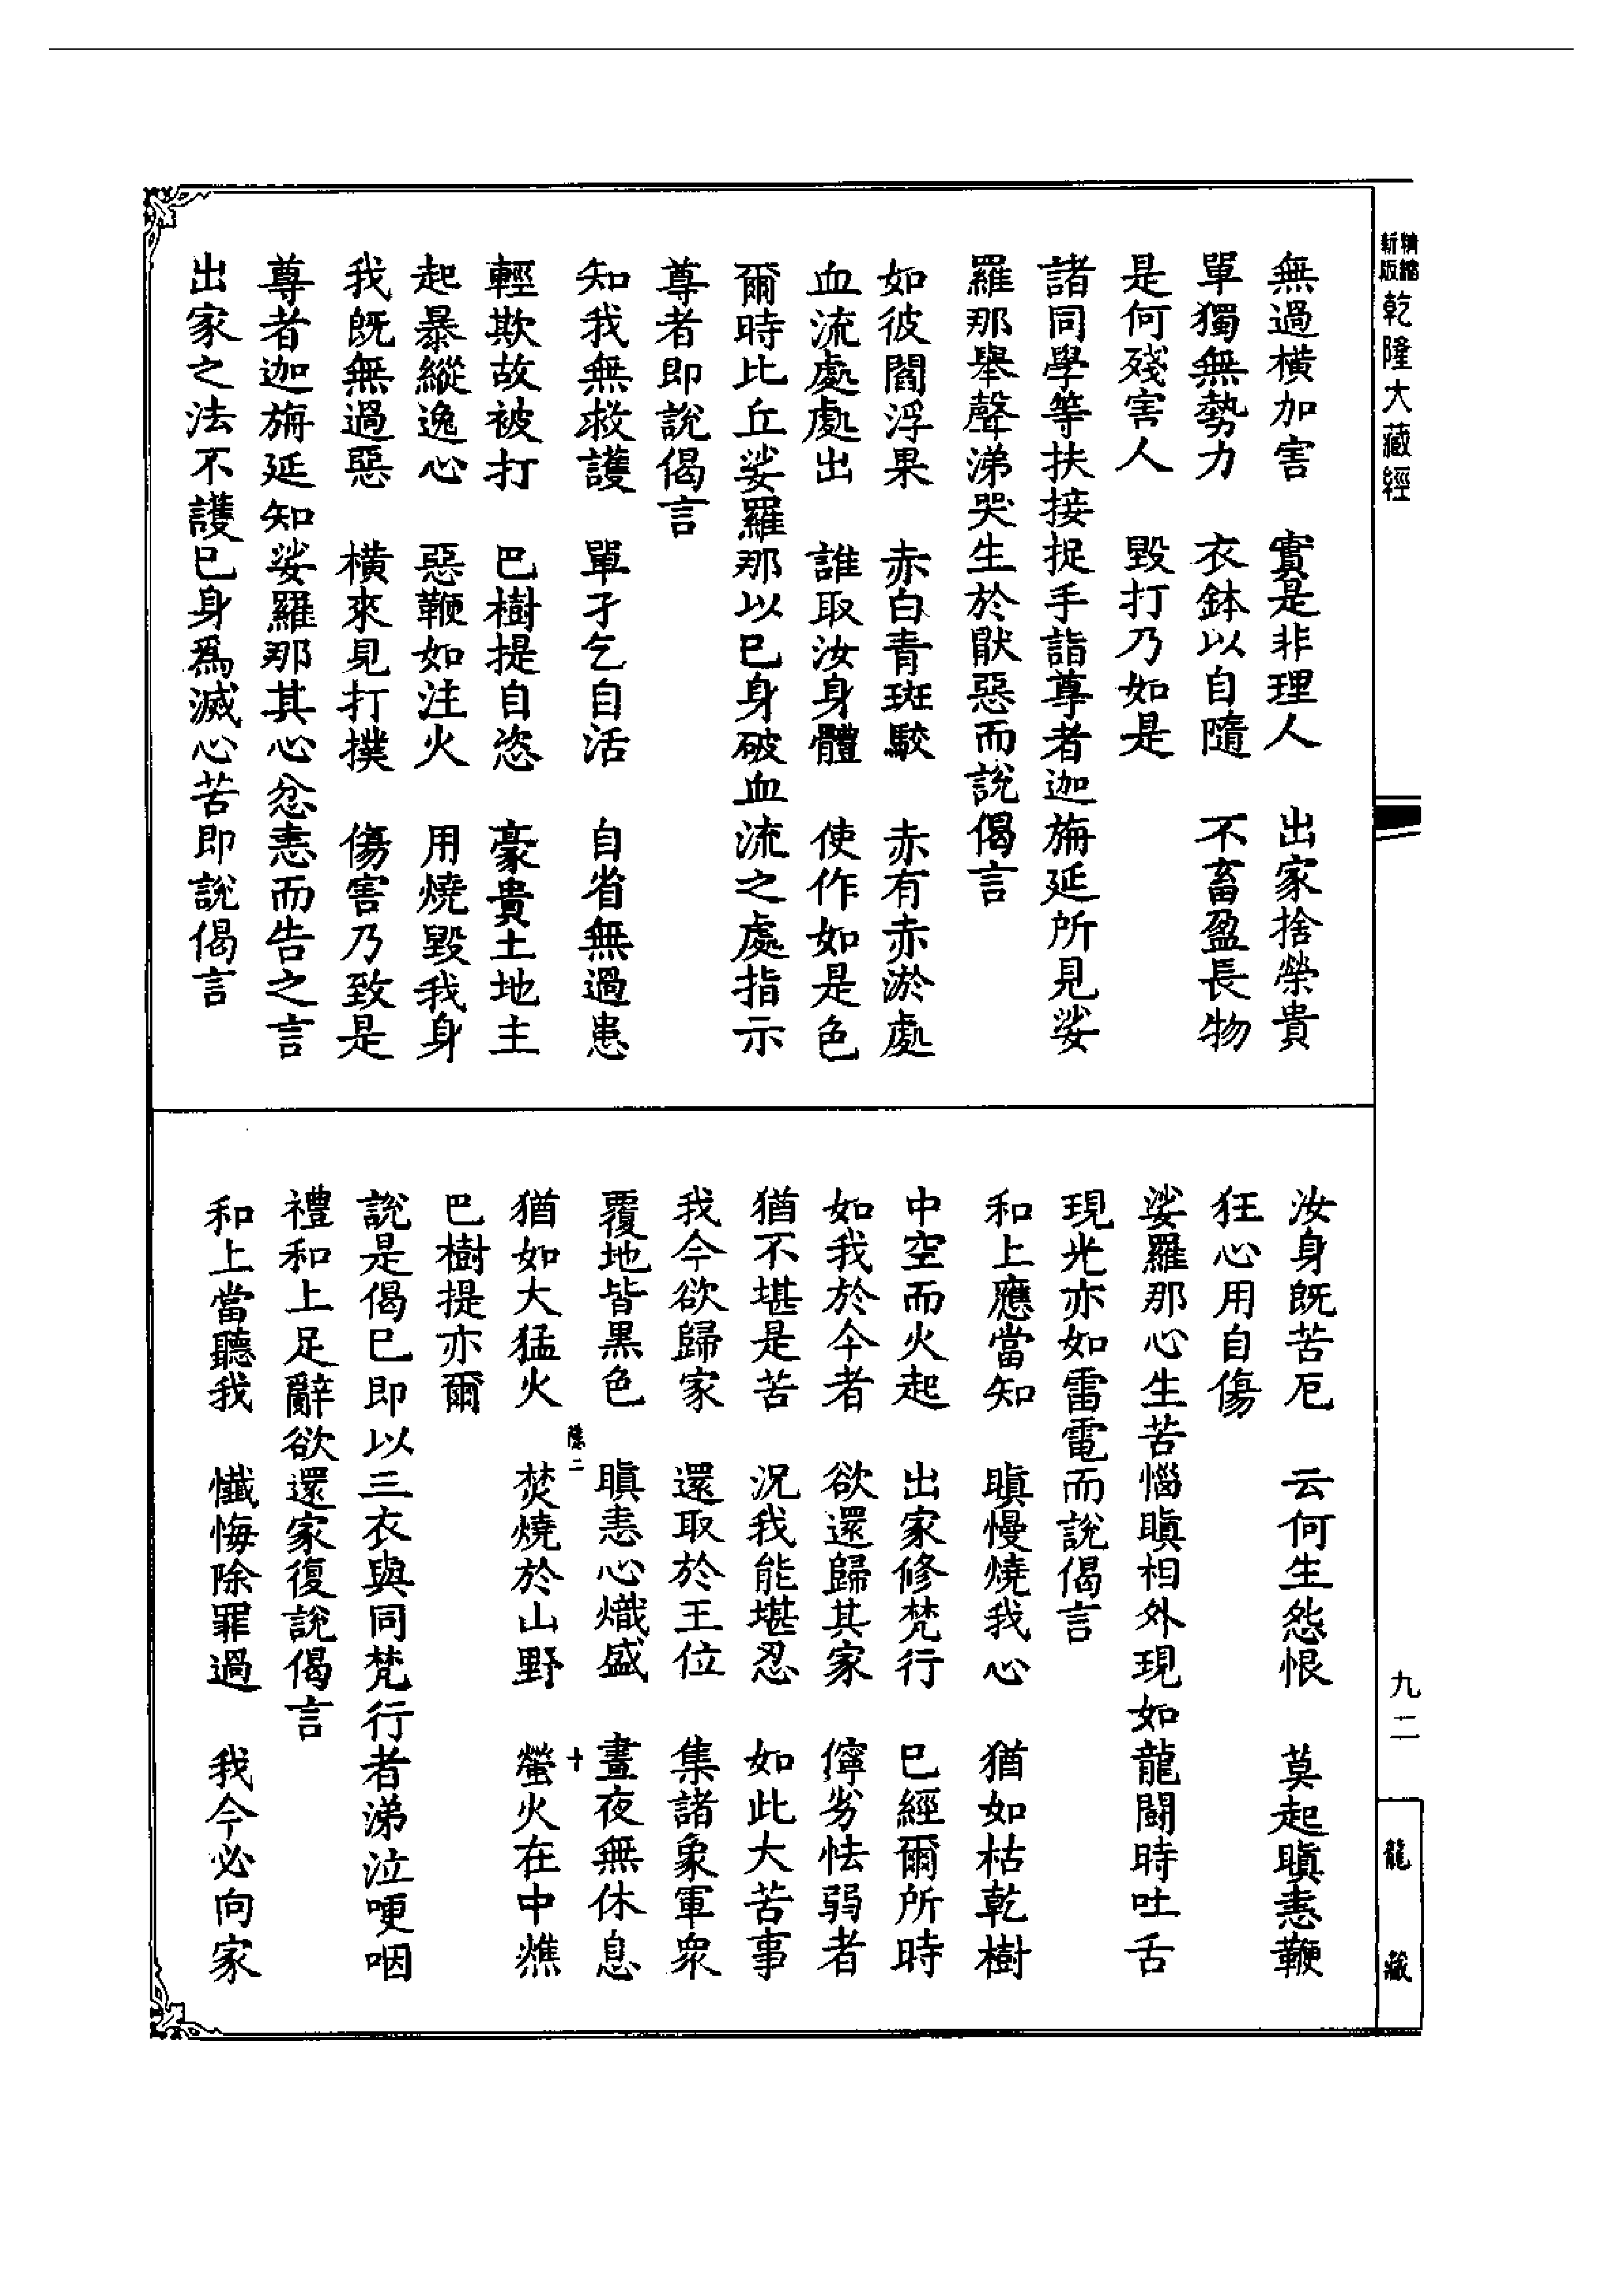 精縮新版乾隆大藏經
無過橫加害　實是非理人　出家捨榮貴
單獨無勢力　衣鉢以自隨　不畜盈長物
是何殘害人　毀打乃如是
諸同學等扶接捉手詣尊者迦旃延所見娑
羅那舉聲涕哭生於猒惡而說偈言
如彼閻浮果　赤白青斑駮　赤有赤淤處
血流處處出　誰取汝身體　使作如是色
爾時比丘娑羅那以巳身破血流之處指示
尊者即說偈言
知我無救護　單孑乞自活　自省無過患
輕欺故被打　巴樹提自恣　豪貴土地主
起暴縱逸心　惡鞭如注火　用燒毀我身
我旣無過惡　橫來見打撲　傷害乃致是
尊者迦旃延知娑羅那其心忿恚而告之言
出家之法不護巳身爲滅心苦即說偈言
汝身旣苦厄　云何生怨恨　莫起瞋恚鞭
狂心用自傷
娑羅那心生苦惱瞋相外現如龍鬪時吐舌
現光亦如雷電而說偈言
和上應當知　瞋慢燒我心　猶如枯乾樹
中空而火起　出家修梵行　巳經爾所時
如我於今者　欲還歸其家　儜劣怯弱者
猶不堪是苦　況我能堪忍　如此大苦事
我今欲歸家　還取於王位　集諸象軍衆
覆地皆黑色　瞋恚心熾盛　晝夜無休息
猶如大猛火　焚燒於山野　螢火在中燋
巴樹提亦爾
說是偈巳即以三衣與同梵行者涕泣哽咽
禮和上足辭欲還家復說偈言
和上當聽我　懺悔除罪過　我今必向家
二　十
九二
龍藏